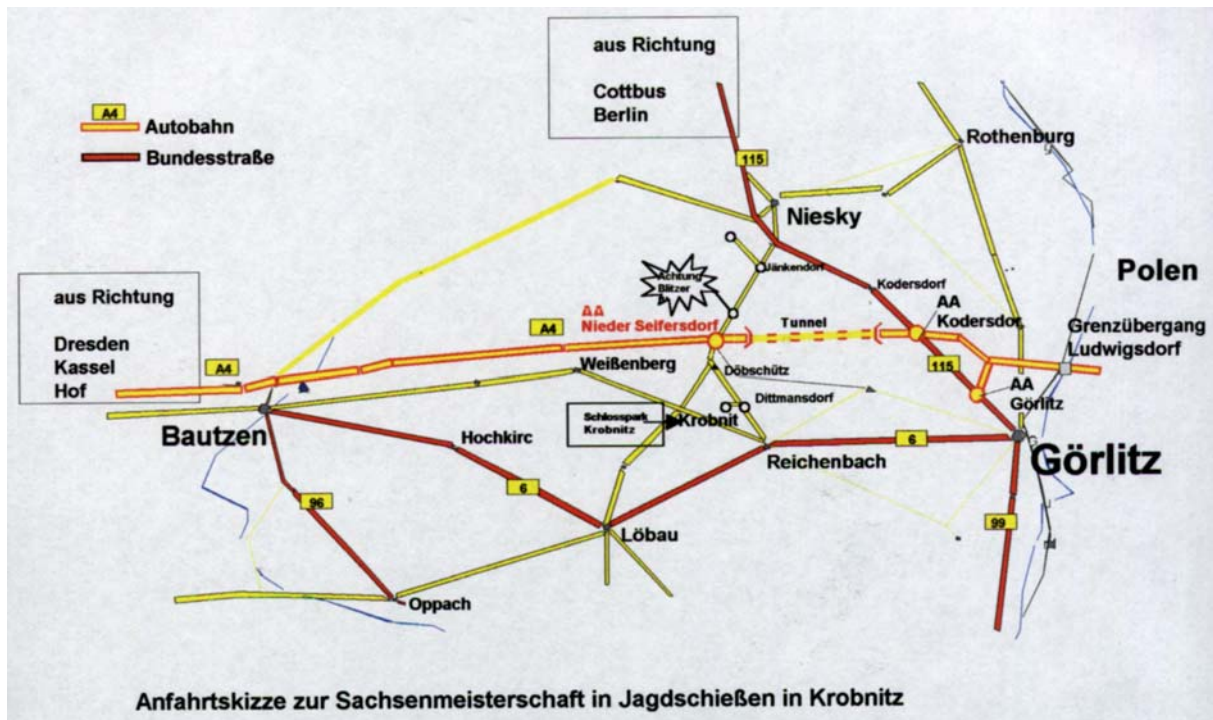 aus Richtung
Cottbus
Berlin
A4
Autobahn
Bundesstraße
115
Rothenburg
Niesky
Jänkendorf
Achtung
Blitzer
Kodersdorf
Polen
aus Richtung
Dresden
Kassel
Hof
A4
AA
Nieder Seifersdorf
A4
Tunnel
AA
Kodersdor
Grenzübergang
Ludwigsdorf
Weißenberg
Döbschütz
115
AA
Görlitz
Dittmansdorf
Schlosspark
Krobnitz
Krobnit
Bautzen
Hochkirc
6
Reichenbach
6
Görlitz
96
6
Löbau
99
Oppach
Anfahrtskizze zur Sachsenmeisterschaft in Jagdschießen in Krobnitz